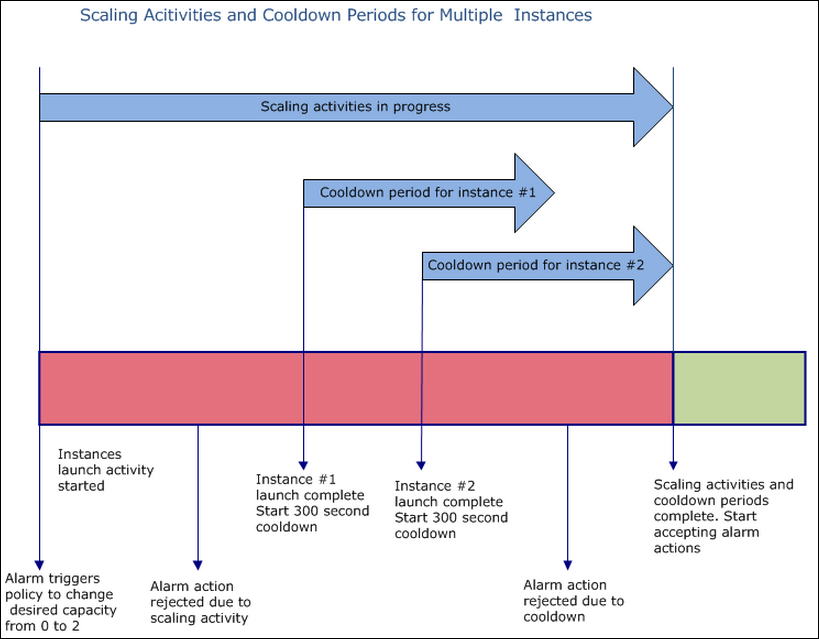 Scaling Acitivities and Cooldown Periods for Multiple Instances
Scaling activities in progress
Cooldown period for instance #1
Cooldown period for instance #2
Instances
launch activity
started
Instance #1
launch complete
Start 300 second
cooldown
Instance #2
launch complete
Start 300 second
cooldown
Scaling activities and
cooldown periods
complete. Start
accepting alarm
actions
Alarm triggers
policy to change
desired capacity
from 0 to 2
Alarm action
rejected due to
scaling activity
Alarm action
rejected due to
cooldown